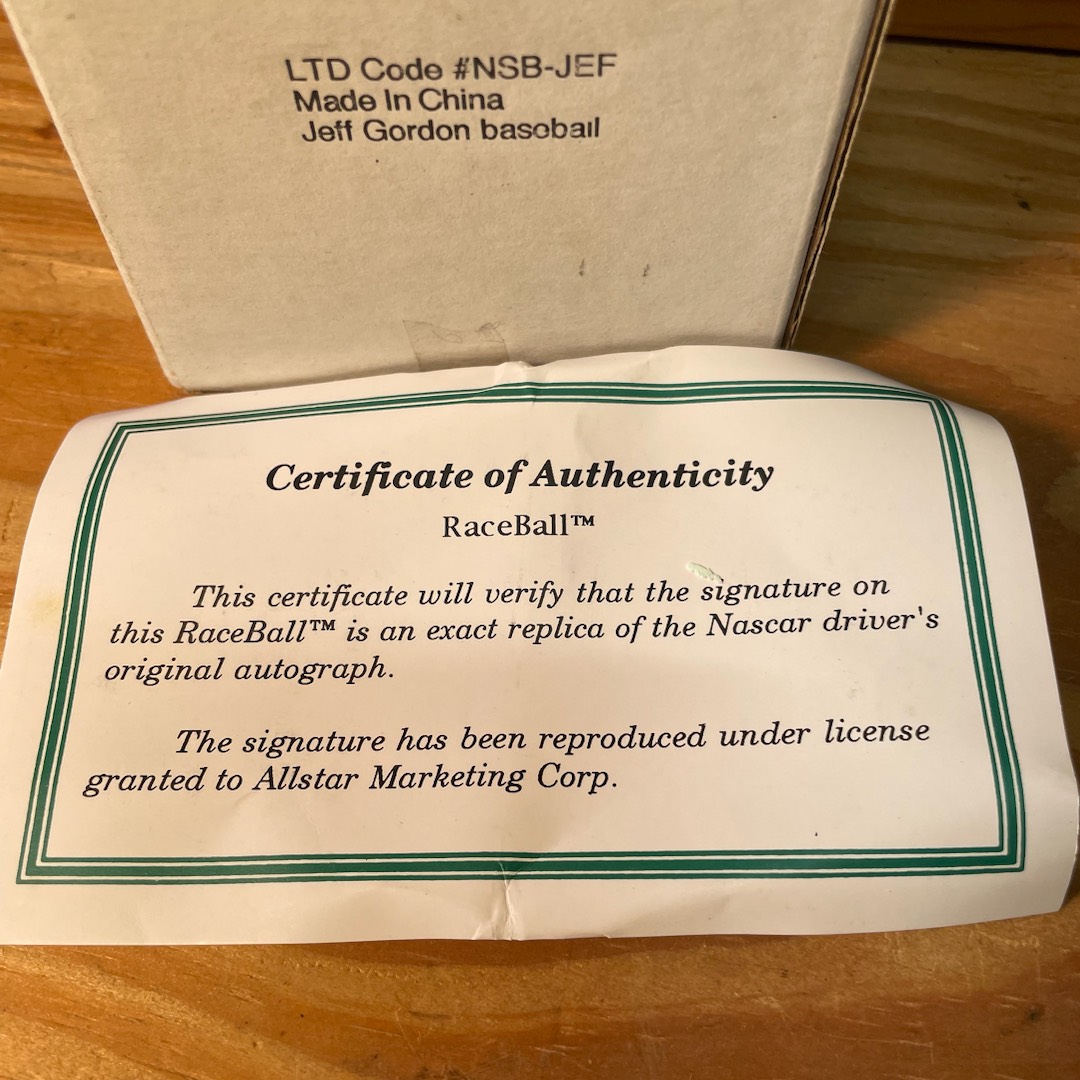 LTD Code #NSB-JEF
Made In China
Jeff Gordon baseball
Certificate of Authenticity
RaceBall™
This certificate will verify that the signature on
this RaceBall™ is an exact replica of the Nascar driver's
original autograph.
The signature has been reproduced under license
granted to Allstar Marketing Corp.